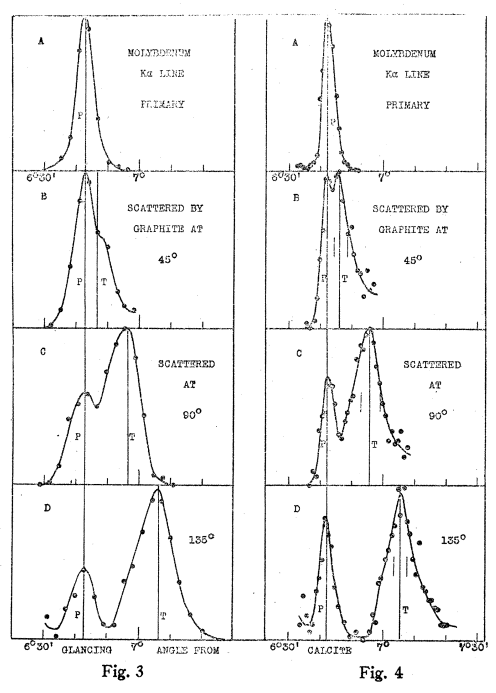 A
MOLYBDENUM
Kα LINE
PRIMARY
P
6°30'
7°
B
SCATTERED BY
GRAPHITE AT
45°
P
T
C
SCATTERED
AT
90°
P
T
D
135°
P
T
6°30'
7°
GLANCING
ANGLE FROM
Fig. 3
A
MOLYBDENUM
Kα LINE
PRIMARY
P
6°30'
7°
B
SCATTERED BY
GRAPHITE AT
45°
P
T
C
SCATTERED
AT
90°
P
T
D
135°
P
T
6°30'
7°
7°30'
CALCITE
Fig. 4